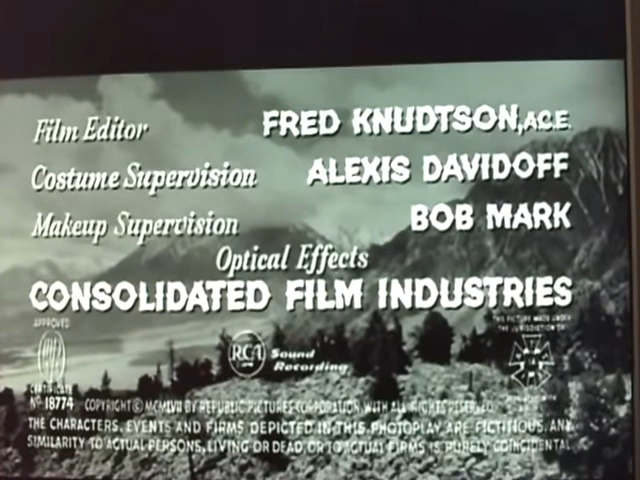 Film Editor FRED KNUDTSON, A.C.E.
Costume Supervision ALEXIS DAVIDOFF
Makeup Supervision BOB MARK
Optical Effects
CONSOLIDATED FILM INDUSTRIES
APPROVED
THIS PICTURE MADE UNDER
THE JURISDICTION OF
RCA Sound
Recording
CERTIFICATE
Nº 18774 COPYRIGHT © MCMLVII BY REPUBLIC PICTURES CORPORATION, WITH ALL RIGHTS RESERVED.
THE CHARACTERS, EVENTS AND FIRMS DEPICTED IN THIS PHOTOPLAY ARE FICTITIOUS. ANY
SIMILARITY TO ACTUAL PERSONS, LIVING OR DEAD, OR TO ACTUAL FIRMS IS PURELY COINCIDENTAL